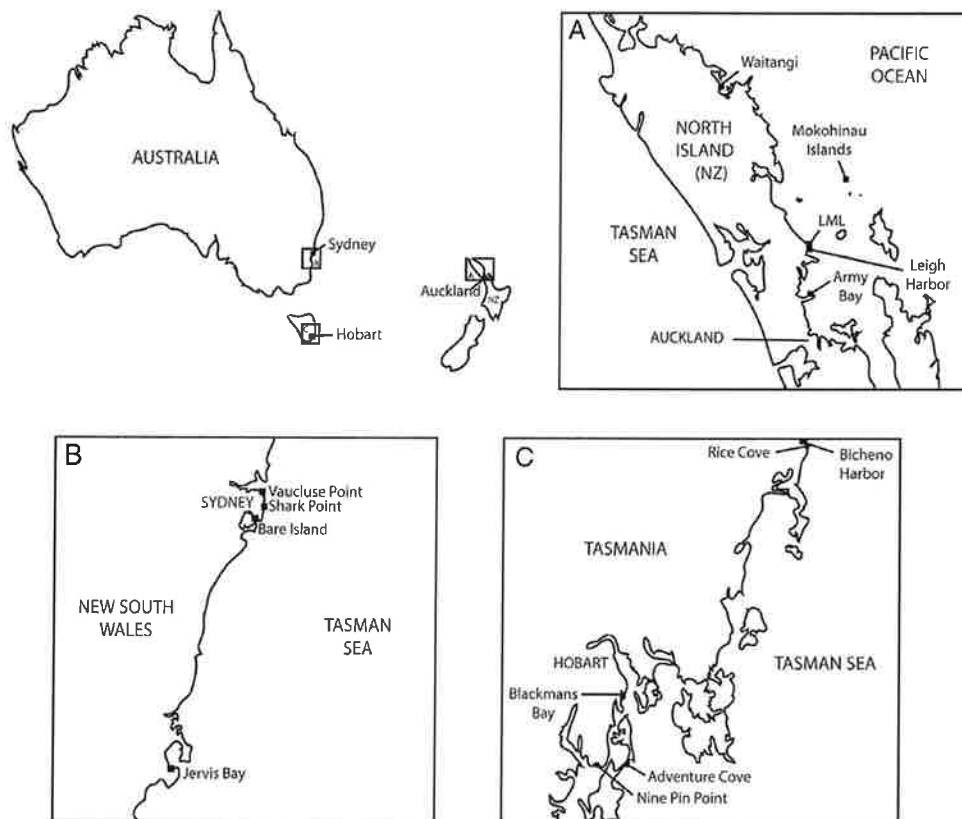 AUSTRALIA
Sydney
Hobart
Auckland
NZ
A
PACIFIC
OCEAN
Waitangi
NORTH
ISLAND
(NZ)
Mokohinau
Islands
TASMAN
SEA
LML
Leigh
Harbor
Army
Bay
AUCKLAND
B
SYDNEY
Vaucluse Point
Shark Point
Bare Island
NEW SOUTH
WALES
TASMAN
SEA
Jervis Bay
C
Rice Cove
Bicheno
Harbor
TASMANIA
HOBART
TASMAN SEA
Blackmans
Bay
Adventure Cove
Nine Pin Point